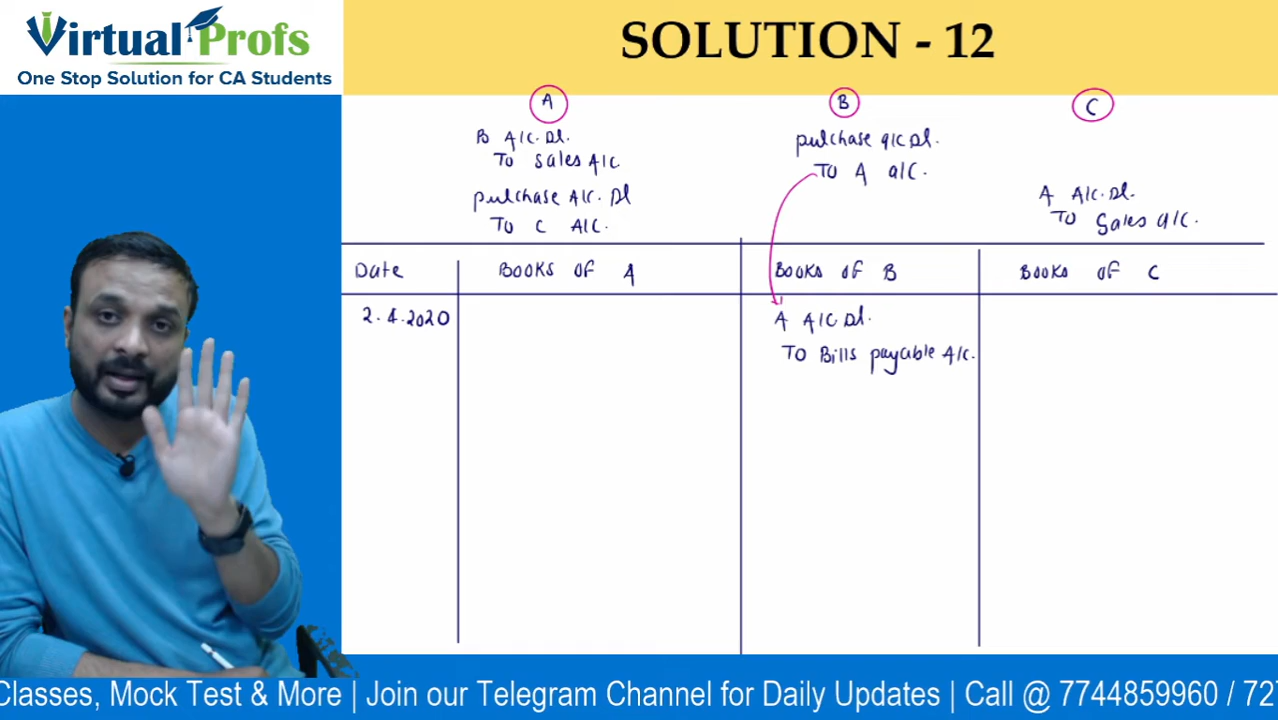 Virtual Profs
One Stop Solution for CA Students
SOLUTION - 12
A
B A/C. Dr.
To Sales A/C
purchase A/C. Dr
To C A/C.
B
purchase a/c Dr.
To A a/C.
C
A A/C. Dr.
To Sales a/c.
Date
Books of A
Books of B
Books of C
2.4.2020
A A/C Dr.
To Bills payable A/c.
Classes, Mock Test & More | Join our Telegram Channel for Daily Updates | Call @ 7744859960 / 727